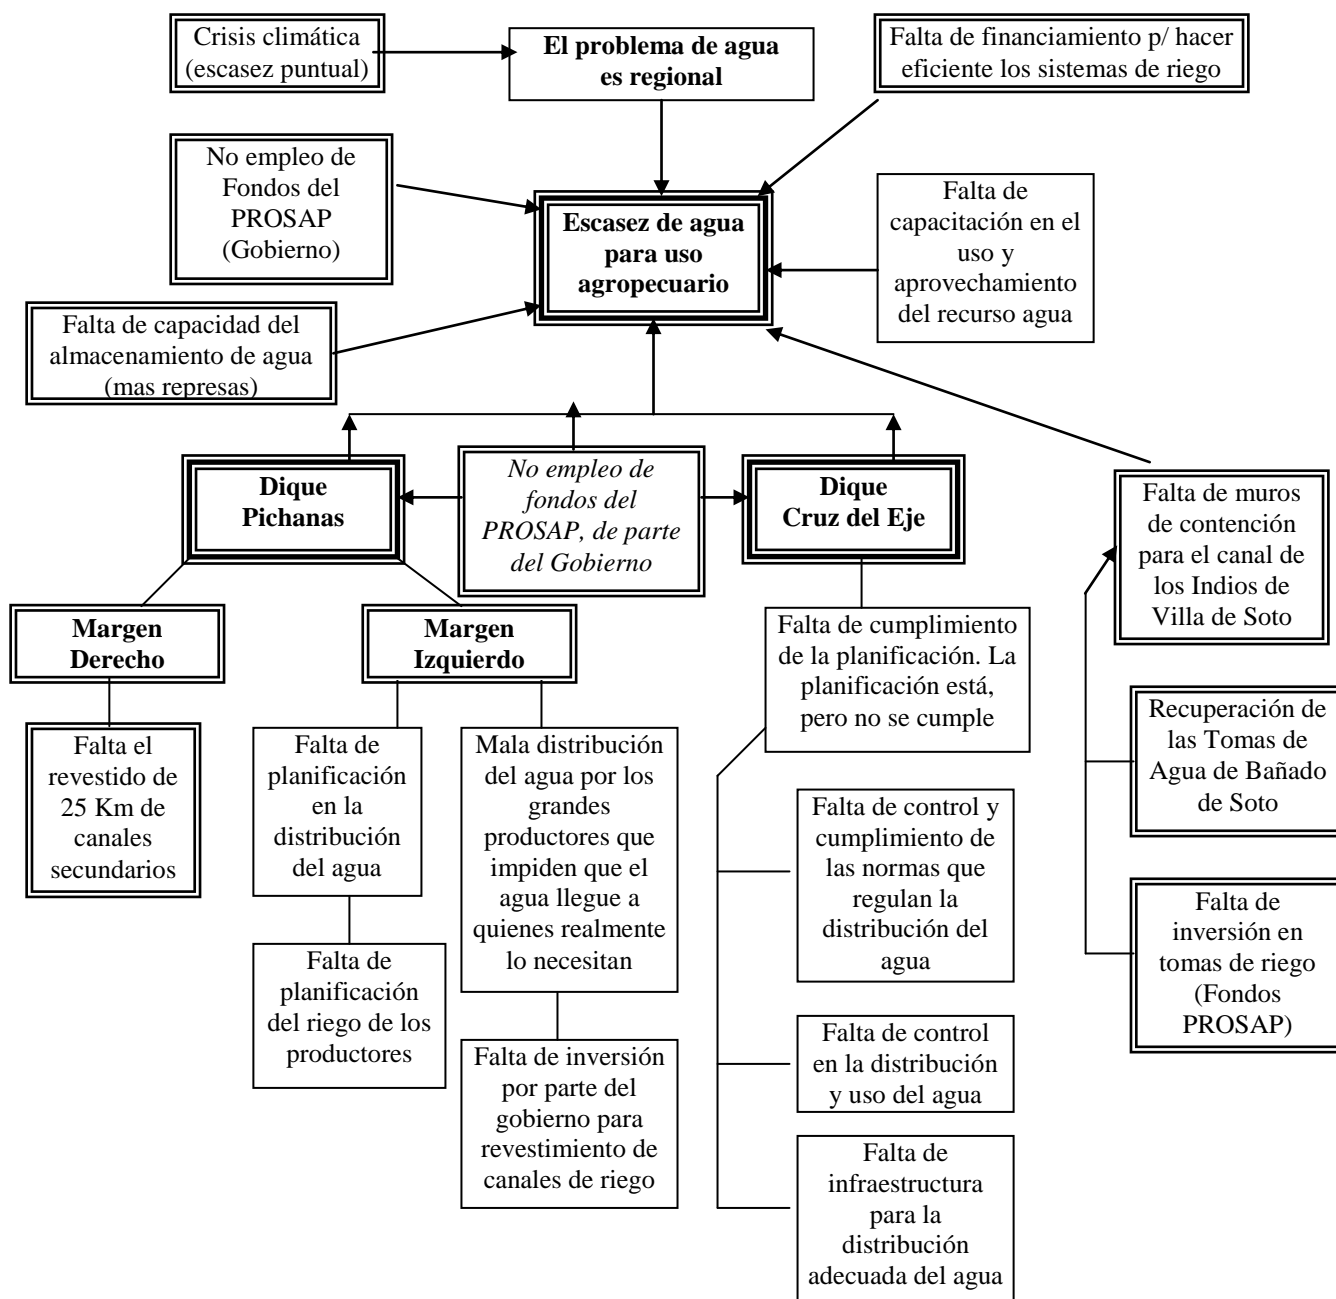 Crisis climática
(escasez puntual)
El problema de agua
es regional
Falta de financiamiento p/ hacer
eficiente los sistemas de riego
No empleo de
Fondos del
PROSAP
(Gobierno)
Escasez de agua
para uso
agropecuario
Falta de
capacitación en el
uso y
aprovechamiento
del recurso agua
Falta de capacidad del
almacenamiento de agua
(mas represas)
Dique
Pichanas
No empleo de
fondos del
PROSAP, de parte
del Gobierno
Dique
Cruz del Eje
Falta de muros
de contención
para el canal de
los Indios de
Villa de Soto
Margen
Derecho
Margen
Izquierdo
Falta de cumplimiento
de la planificación. La
planificación está,
pero no se cumple
Falta el
revestido de
25 Km de
canales
secundarios
Falta de
planificación
en la
distribución
del agua
Mala distribución
del agua por los
grandes
productores que
impiden que el
agua llegue a
quienes realmente
lo necesitan
Falta de control y
cumplimiento de
las normas que
regulan la
distribución del
agua
Recuperación de
las Tomas de
Agua de Bañado
de Soto
Falta de
planificación
del riego de los
productores
Falta de inversión
por parte del
gobierno para
revestimiento de
canales de riego
Falta de control
en la distribución
y uso del agua
Falta de
inversión en
tomas de riego
(Fondos
PROSAP)
Falta de
infraestructura
para la
distribución
adecuada del agua